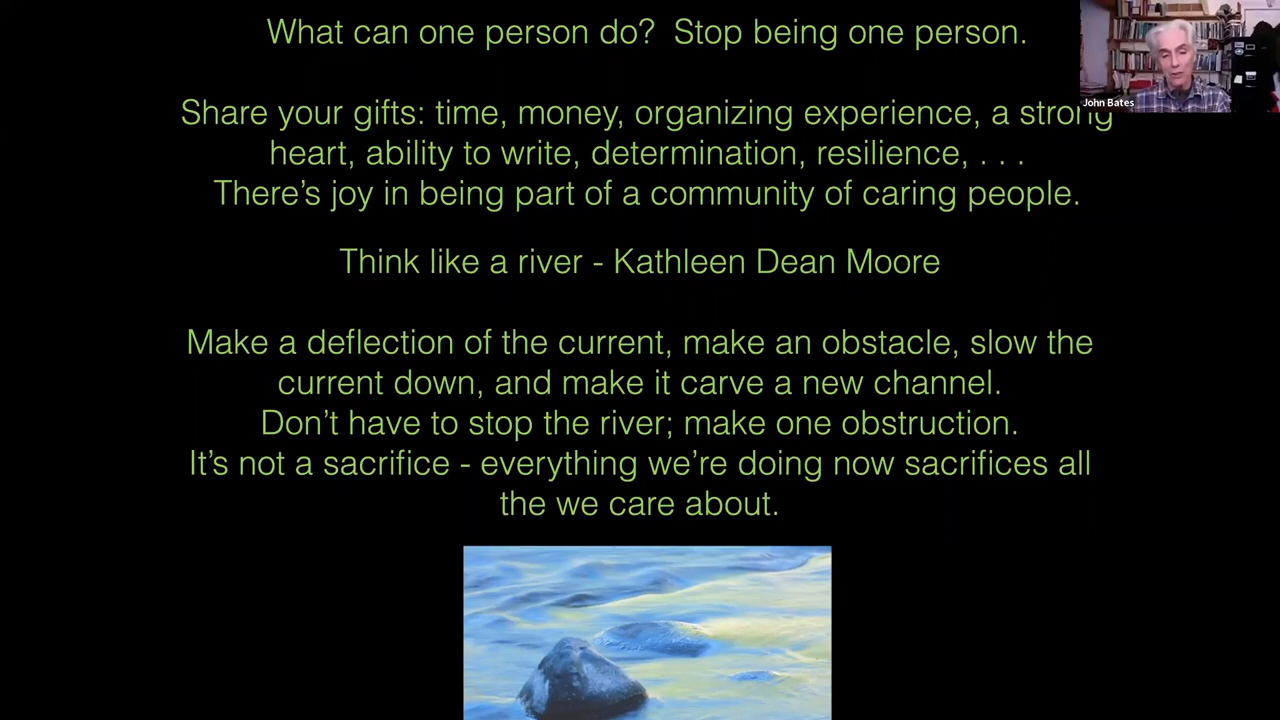 What can one person do?  Stop being one person.
John Bates
Share your gifts: time, money, organizing experience, a strong
heart, ability to write, determination, resilience, . . .
There’s joy in being part of a community of caring people.
Think like a river - Kathleen Dean Moore
Make a deflection of the current, make an obstacle, slow the
current down, and make it carve a new channel.
Don’t have to stop the river; make one obstruction.
It’s not a sacrifice - everything we’re doing now sacrifices all
the we care about.